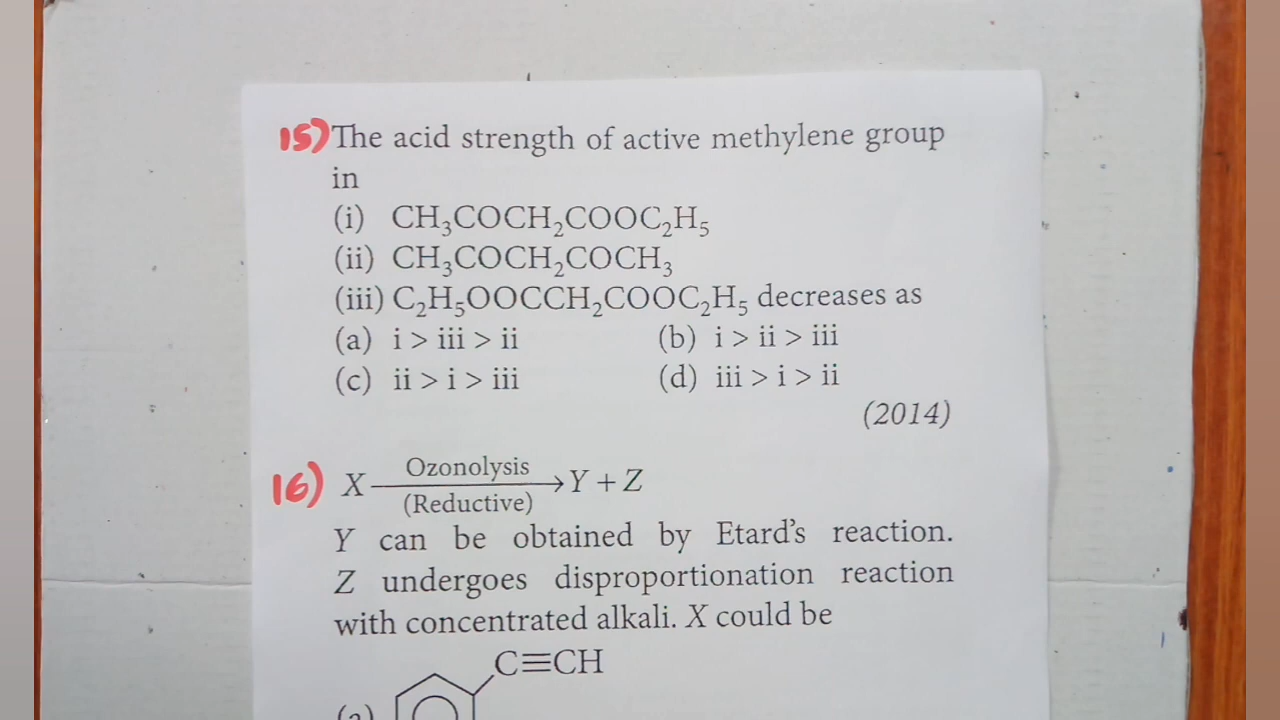 15) The acid strength of active methylene group
in
(i) CH₃COCH₂COOC₂H₅
(ii) CH₃COCH₂COCH₃
(iii) C₂H₅OOCCH₂COOC₂H₅ decreases as
(a) i > iii > ii (b) i > ii > iii
(c) ii > i > iii (d) iii > i > ii
(2014)
16) X Ozonolysis (Reductive) → Y + Z
Y can be obtained by Etard's reaction.
Z undergoes disproportionation reaction
with concentrated alkali. X could be
C≡CH